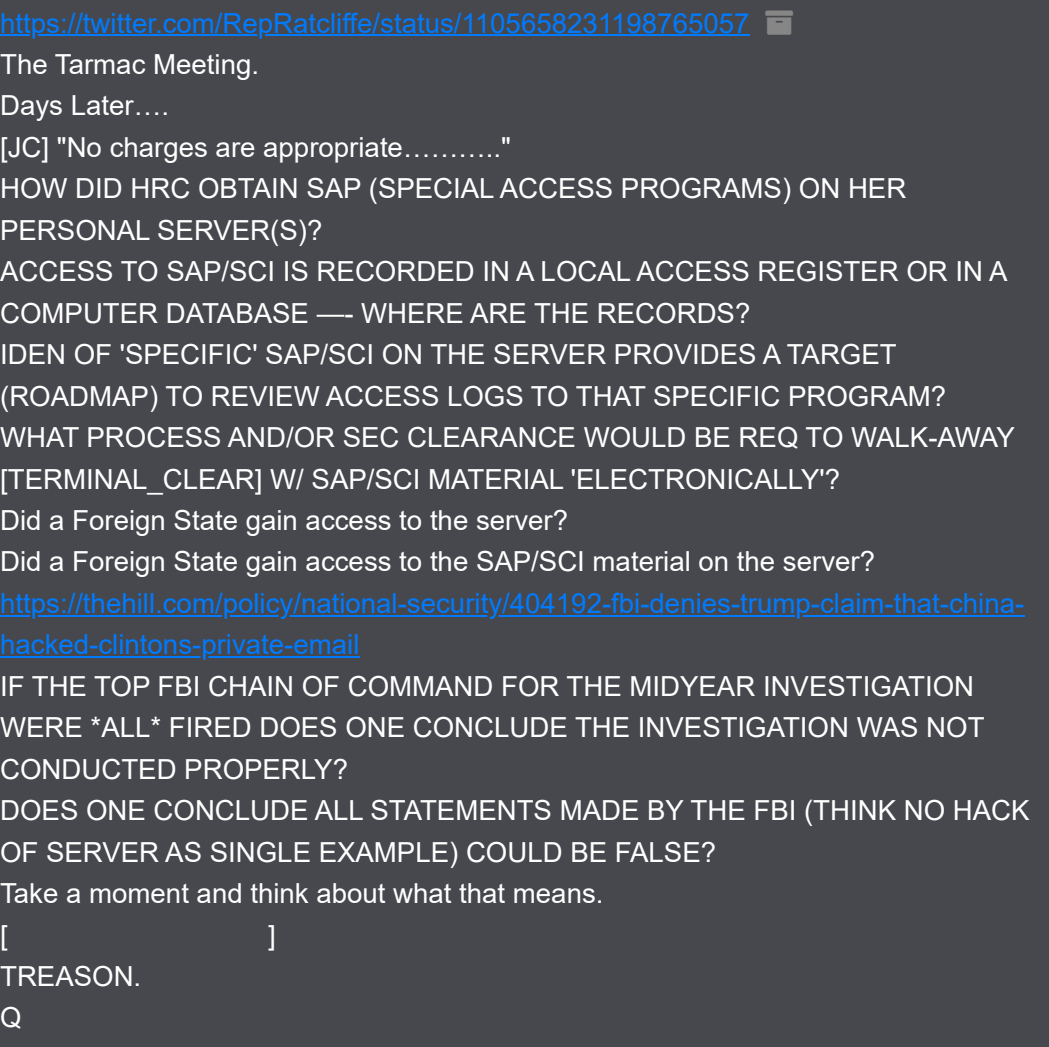 https://twitter.com/RepRatcliffe/status/1105658231198765057
The Tarmac Meeting.
Days Later….
[JC] "No charges are appropriate……….."
HOW DID HRC OBTAIN SAP (SPECIAL ACCESS PROGRAMS) ON HER
PERSONAL SERVER(S)?
ACCESS TO SAP/SCI IS RECORDED IN A LOCAL ACCESS REGISTER OR IN A
COMPUTER DATABASE —- WHERE ARE THE RECORDS?
IDEN OF 'SPECIFIC' SAP/SCI ON THE SERVER PROVIDES A TARGET
(ROADMAP) TO REVIEW ACCESS LOGS TO THAT SPECIFIC PROGRAM?
WHAT PROCESS AND/OR SEC CLEARANCE WOULD BE REQ TO WALK-AWAY
[TERMINAL_CLEAR] W/ SAP/SCI MATERIAL 'ELECTRONICALLY'?
Did a Foreign State gain access to the server?
Did a Foreign State gain access to the SAP/SCI material on the server?
https://thehill.com/policy/national-security/404192-fbi-denies-trump-claim-that-china-
hacked-clintons-private-email
IF THE TOP FBI CHAIN OF COMMAND FOR THE MIDYEAR INVESTIGATION
WERE *ALL* FIRED DOES ONE CONCLUDE THE INVESTIGATION WAS NOT
CONDUCTED PROPERLY?
DOES ONE CONCLUDE ALL STATEMENTS MADE BY THE FBI (THINK NO HACK
OF SERVER AS SINGLE EXAMPLE) COULD BE FALSE?
Take a moment and think about what that means.
[                                  ]
TREASON.
Q